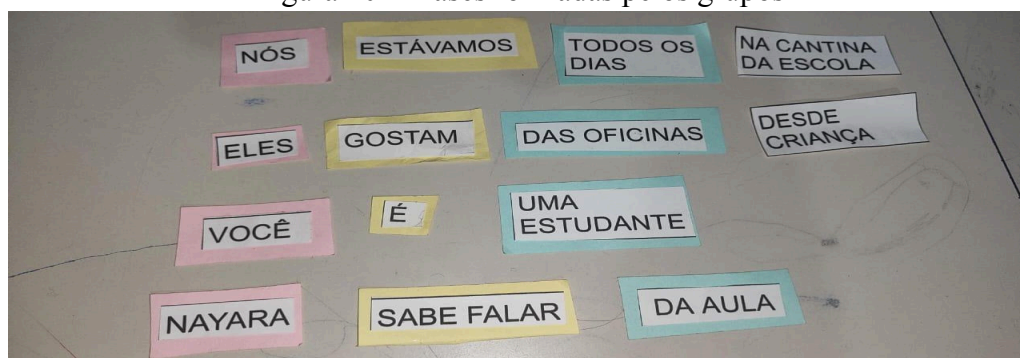 NÓS ESTÁVAMOS TODOS OS DIAS NA CANTINA DA ESCOLA
ELES GOSTAM DAS OFICINAS DESDE CRIANÇA
VOCÊ É UMA ESTUDANTE
NAYARA SABE FALAR DA AULA